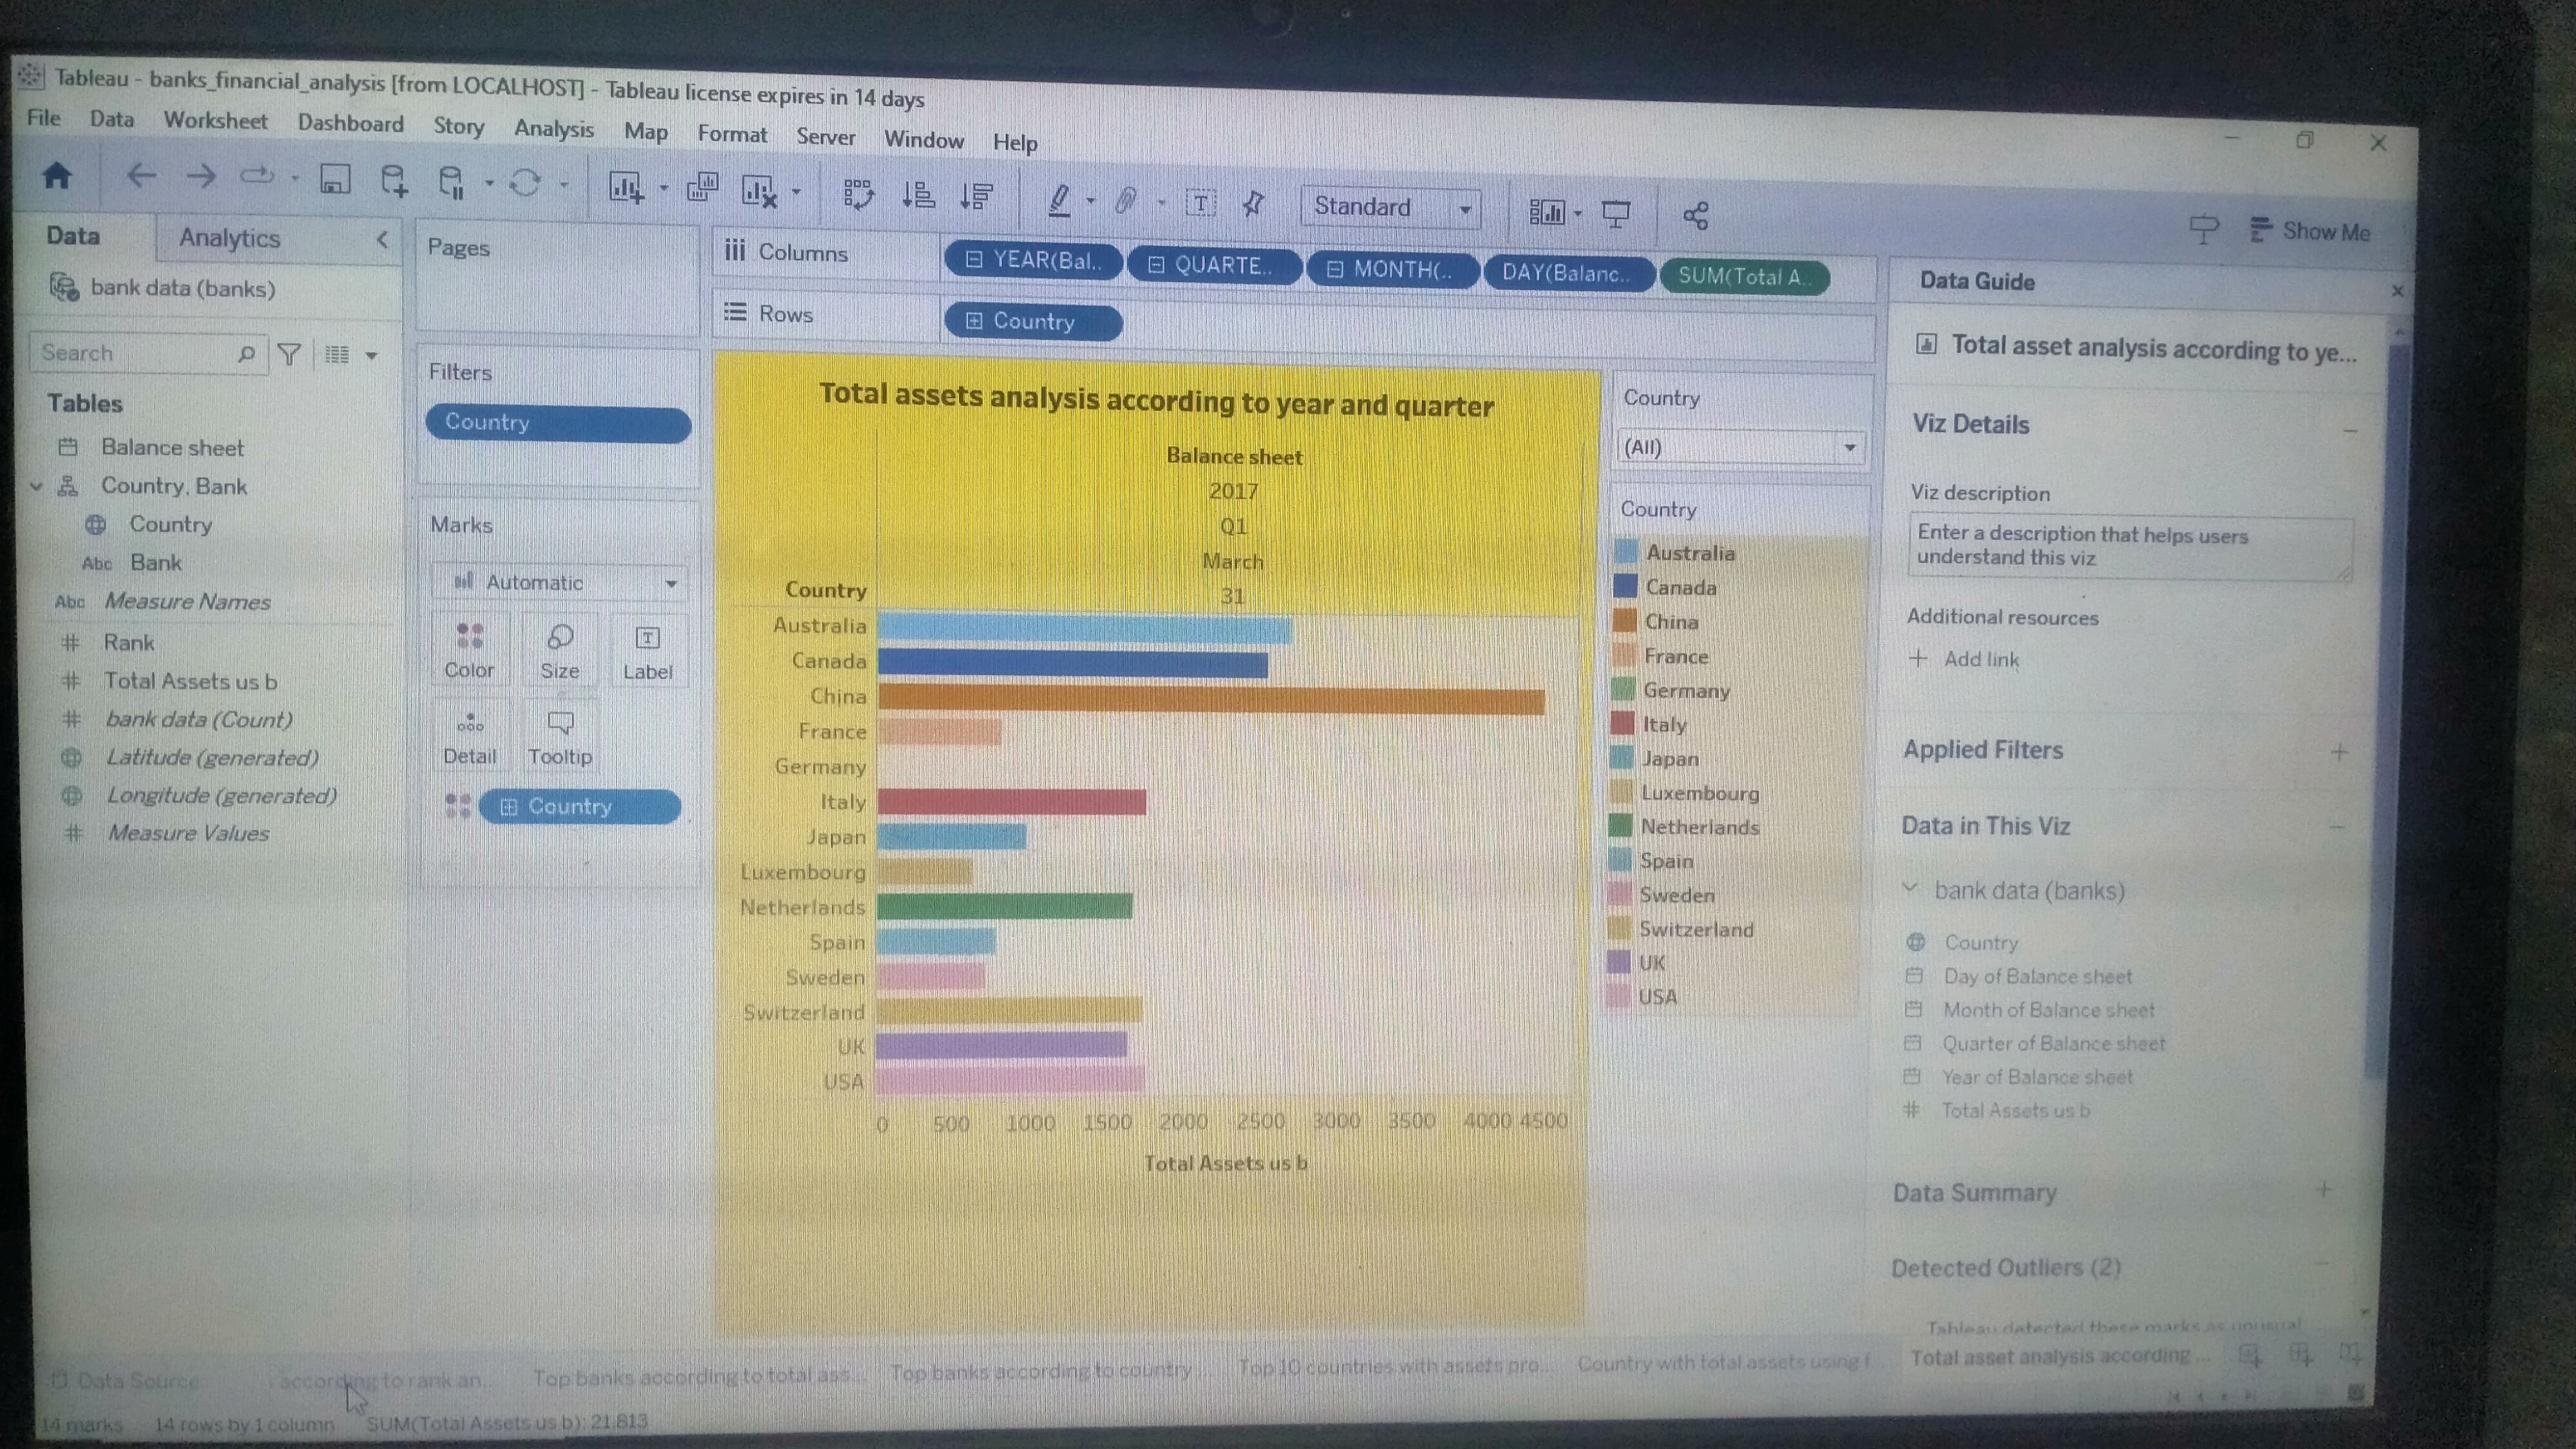 Tableau - banks_financial_analysis [from LOCALHOST] - Tableau license expires in 14 days
File Data Worksheet Dashboard Story Analysis Map Format Server Window Help
Standard
Show Me
Data Analytics
bank data (banks)
Search
Tables
Balance sheet
Country, Bank
Country
Abc Bank
Abc Measure Names
# Rank
# Total Assets us b
# bank data (Count)
Latitude (generated)
Longitude (generated)
# Measure Values
Pages
Filters
Country
Marks
Automatic
Color Size Label
Detail Tooltip
Country
Columns YEAR(Bal.. QUARTE.. MONTH(.. DAY(Balanc.. SUM(Total A..
Rows Country
Total assets analysis according to year and quarter
Balance sheet
2017
Q1
March
31
Country
Australia
Canada
China
France
Germany
Italy
Japan
Luxembourg
Netherlands
Spain
Sweden
Switzerland
UK
USA
0 500 1000 1500 2000 2500 3000 3500 4000 4500
Total Assets us b
Country
(All)
Country
Australia
Canada
China
France
Germany
Italy
Japan
Luxembourg
Netherlands
Spain
Sweden
Switzerland
UK
USA
Data Guide
Total asset analysis according to ye...
Viz Details
Viz description
Enter a description that helps users
understand this viz
Additional resources
+ Add link
Applied Filters
Data in This Viz
bank data (banks)
Country
Day of Balance sheet
Month of Balance sheet
Quarter of Balance sheet
Year of Balance sheet
# Total Assets us b
Data Summary
Detected Outliers (2)
Tableau detected these marks as unusual
Data Source according to rank an... Top banks according to total ass... Top banks according to country ... Top 10 countries with assets pro... Country with total assets using f... Total asset analysis according ...
14 marks 14 rows by 1 column SUM(Total Assets us b): 21,813